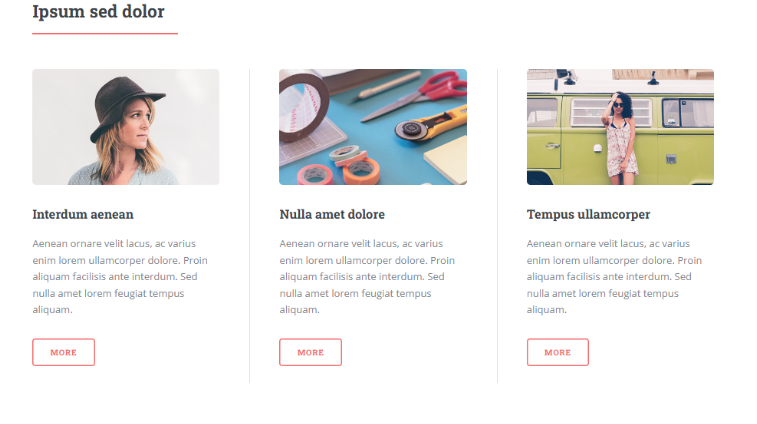 Ipsum sed dolor
Interdum aenean
Aenean ornare velit lacus, ac varius
enim lorem ullamcorper dolore. Proin
aliquam facilisis ante interdum. Sed
nulla amet lorem feugiat tempus
aliquam.
MORE
Nulla amet dolore
Aenean ornare velit lacus, ac varius
enim lorem ullamcorper dolore. Proin
aliquam facilisis ante interdum. Sed
nulla amet lorem feugiat tempus
aliquam.
MORE
Tempus ullamcorper
Aenean ornare velit lacus, ac varius
enim lorem ullamcorper dolore. Proin
aliquam facilisis ante interdum. Sed
nulla amet lorem feugiat tempus
aliquam.
MORE